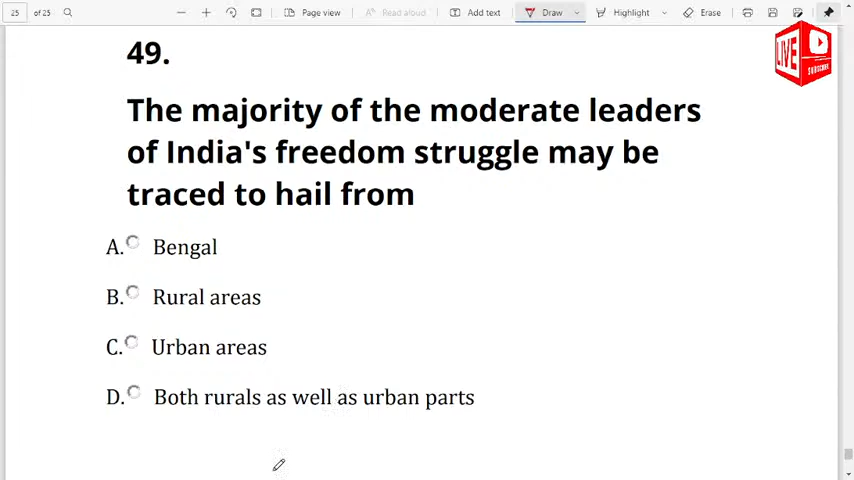 25 of 25 Page view Read aloud Add text Draw Highlight Erase
49.
LIVE SUBSCRIBE
The majority of the moderate leaders
of India's freedom struggle may be
traced to hail from
A. Bengal
B. Rural areas
C. Urban areas
D. Both rurals as well as urban parts